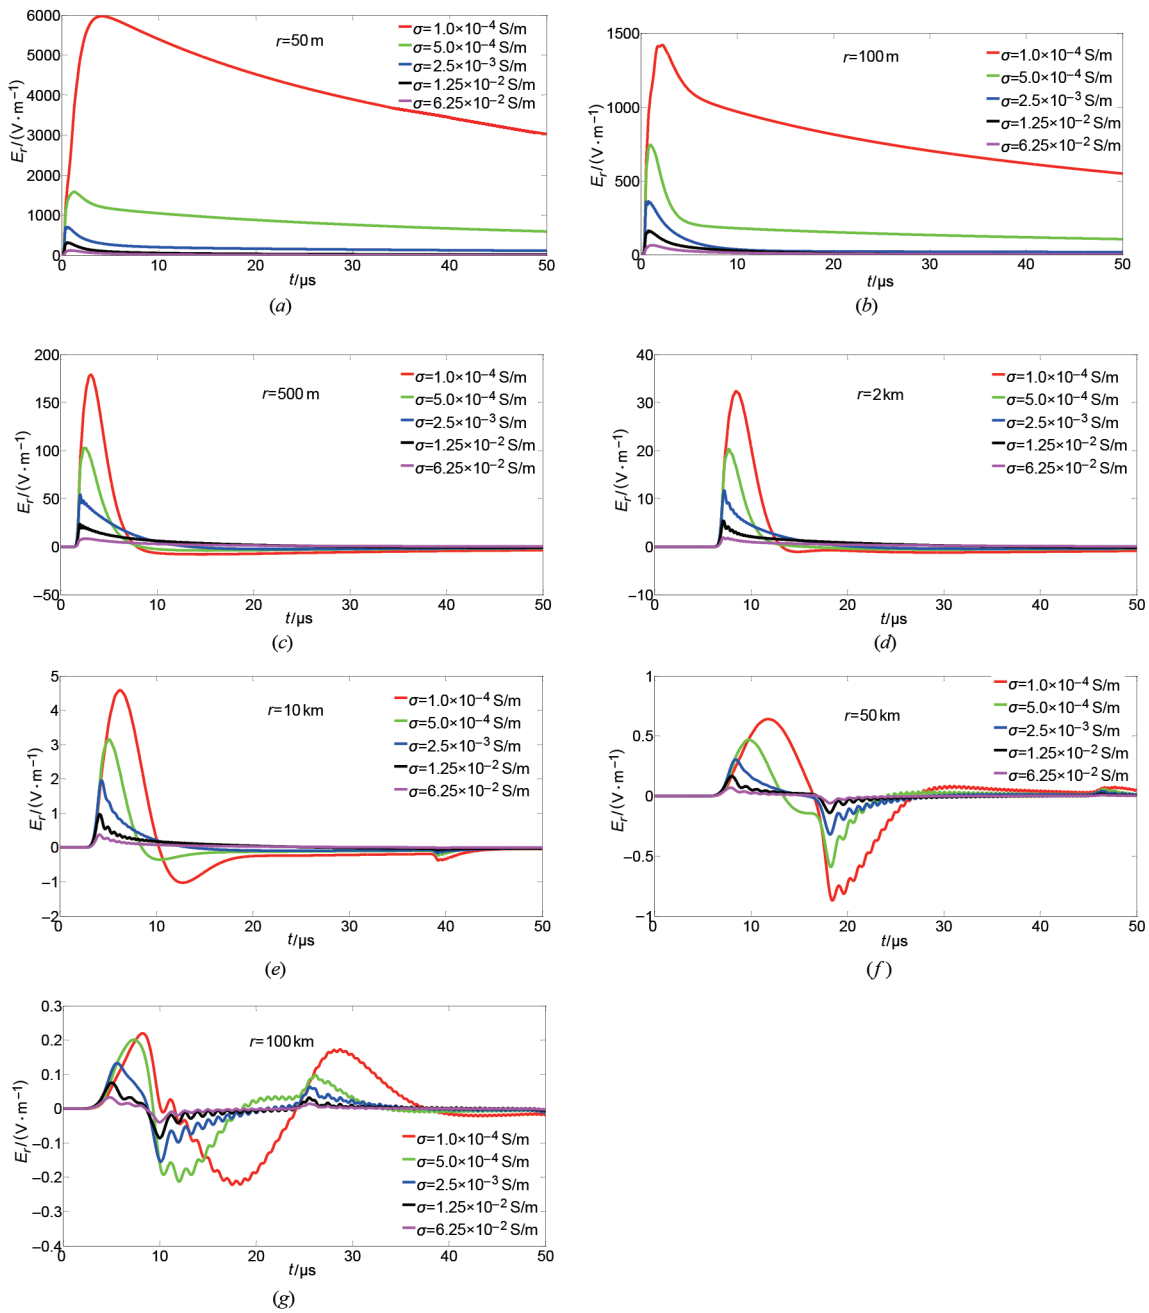 6000
5000
4000
3000
2000
1000
0
E_r/(V·m⁻¹)
r=50 m
σ=1.0×10⁻⁴ S/m
σ=5.0×10⁻⁴ S/m
σ=2.5×10⁻³ S/m
σ=1.25×10⁻² S/m
σ=6.25×10⁻² S/m
0 10 20 30 40 50
t/μs
(a)
1500
1000
500
0
E_r/(V·m⁻¹)
r=100 m
σ=1.0×10⁻⁴ S/m
σ=5.0×10⁻⁴ S/m
σ=2.5×10⁻³ S/m
σ=1.25×10⁻² S/m
σ=6.25×10⁻² S/m
0 10 20 30 40 50
t/μs
(b)
200
150
100
50
0
−50
E_r/(V·m⁻¹)
r=500 m
σ=1.0×10⁻⁴ S/m
σ=5.0×10⁻⁴ S/m
σ=2.5×10⁻³ S/m
σ=1.25×10⁻² S/m
σ=6.25×10⁻² S/m
0 10 20 30 40 50
t/μs
(c)
40
30
20
10
0
−10
E_r/(V·m⁻¹)
r=2 km
σ=1.0×10⁻⁴ S/m
σ=5.0×10⁻⁴ S/m
σ=2.5×10⁻³ S/m
σ=1.25×10⁻² S/m
σ=6.25×10⁻² S/m
0 10 20 30 40 50
t/μs
(d)
5
4
3
2
1
0
−1
−2
E_r/(V·m⁻¹)
r=10 km
σ=1.0×10⁻⁴ S/m
σ=5.0×10⁻⁴ S/m
σ=2.5×10⁻³ S/m
σ=1.25×10⁻² S/m
σ=6.25×10⁻² S/m
0 10 20 30 40 50
t/μs
(e)
1
0.5
0
−0.5
−1
E_r/(V·m⁻¹)
r=50 km
σ=1.0×10⁻⁴ S/m
σ=5.0×10⁻⁴ S/m
σ=2.5×10⁻³ S/m
σ=1.25×10⁻² S/m
σ=6.25×10⁻² S/m
0 10 20 30 40 50
t/μs
(f)
0.3
0.2
0.1
0
−0.1
−0.2
−0.3
−0.4
E_r/(V·m⁻¹)
r=100 km
σ=1.0×10⁻⁴ S/m
σ=5.0×10⁻⁴ S/m
σ=2.5×10⁻³ S/m
σ=1.25×10⁻² S/m
σ=6.25×10⁻² S/m
0 10 20 30 40 50
t/μs
(g)